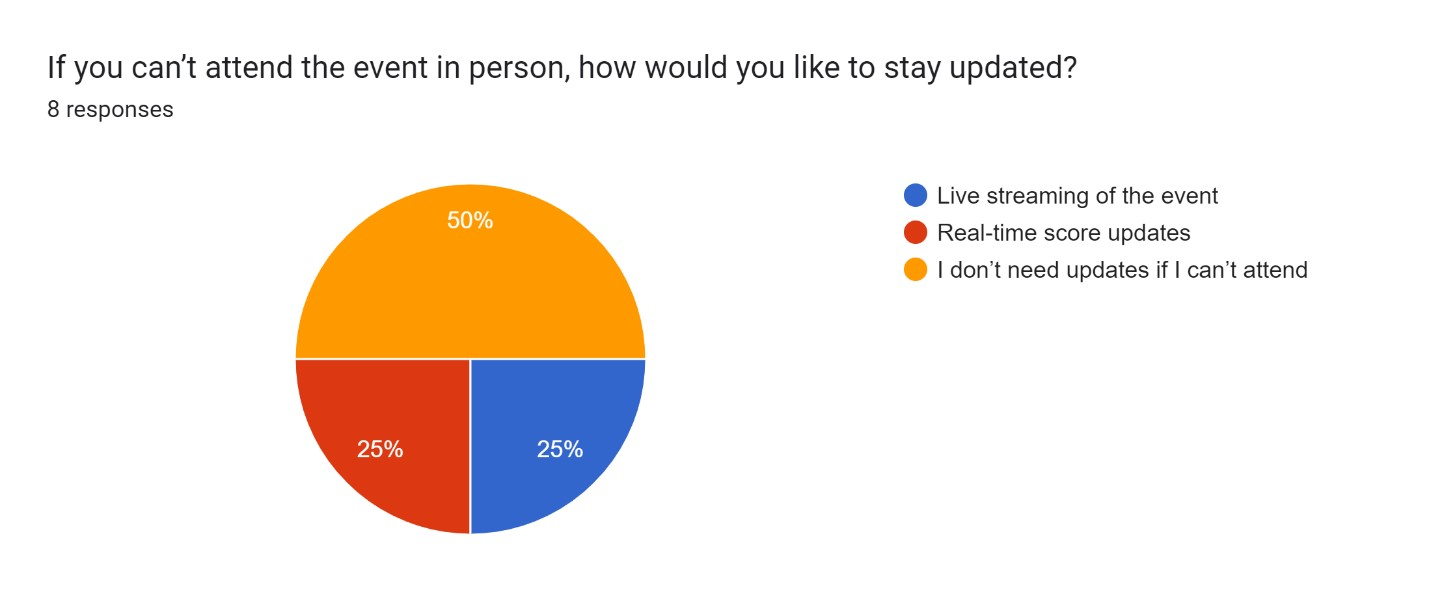 If you can’t attend the event in person, how would you like to stay updated?
8 responses
50%
25%
25%
Live streaming of the event
Real-time score updates
I don’t need updates if I can’t attend